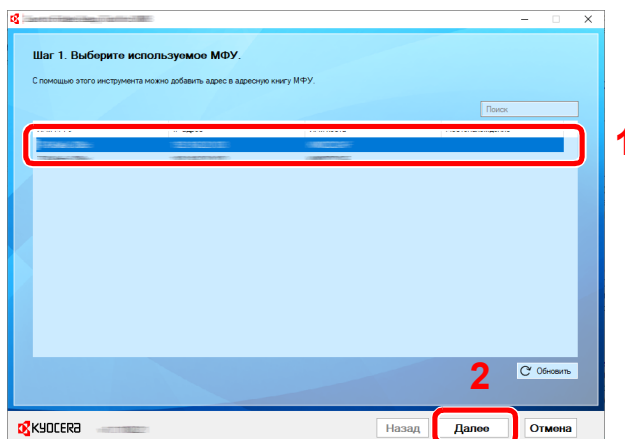 Шаг 1. Выберите используемое МФУ.
С помощью этого инструмента можно добавить адрес в адресную книгу МФУ.
Поиск
1
2
Обновить
KYOCERA
Назад
Далее
Отмена